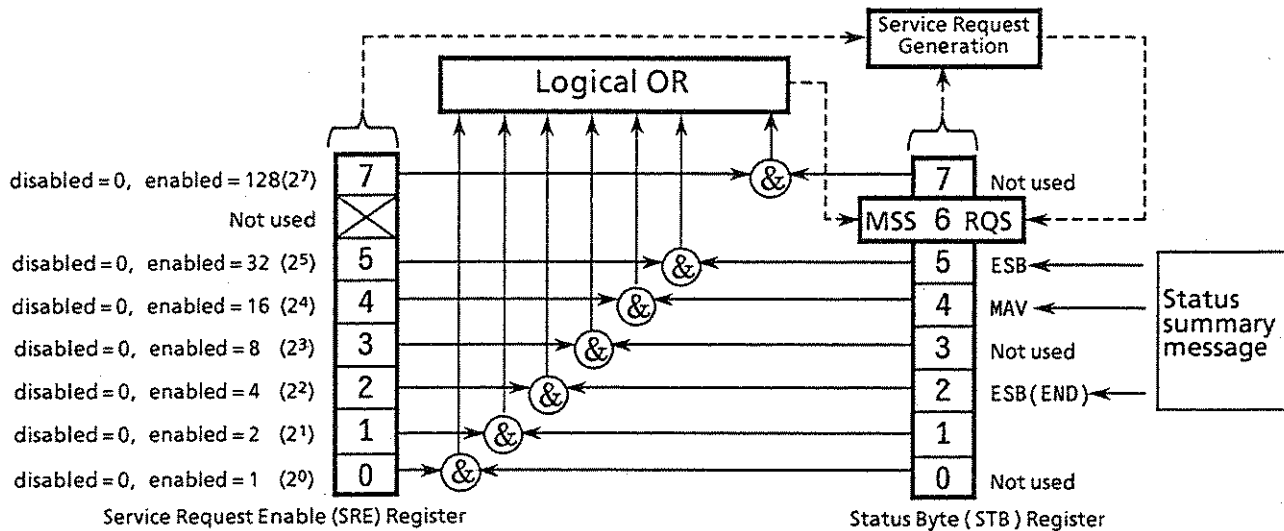 Service Request
Generation
Logical OR
disabled = 0, enabled = 128(2⁷) 7 & 7 Not used
Not used MSS 6 RQS
disabled = 0, enabled = 32 (2⁵) 5 & 5 ESB
disabled = 0, enabled = 16 (2⁴) 4 & 4 MAV
disabled = 0, enabled = 8 (2³) 3 & 3 Not used
disabled = 0, enabled = 4 (2²) 2 & 2 ESB(END)
disabled = 0, enabled = 2 (2¹) 1 & 1
disabled = 0, enabled = 1 (2⁰) 0 & 0 Not used
Status
summary
message
Service Request Enable (SRE) Register
Status Byte (STB) Register